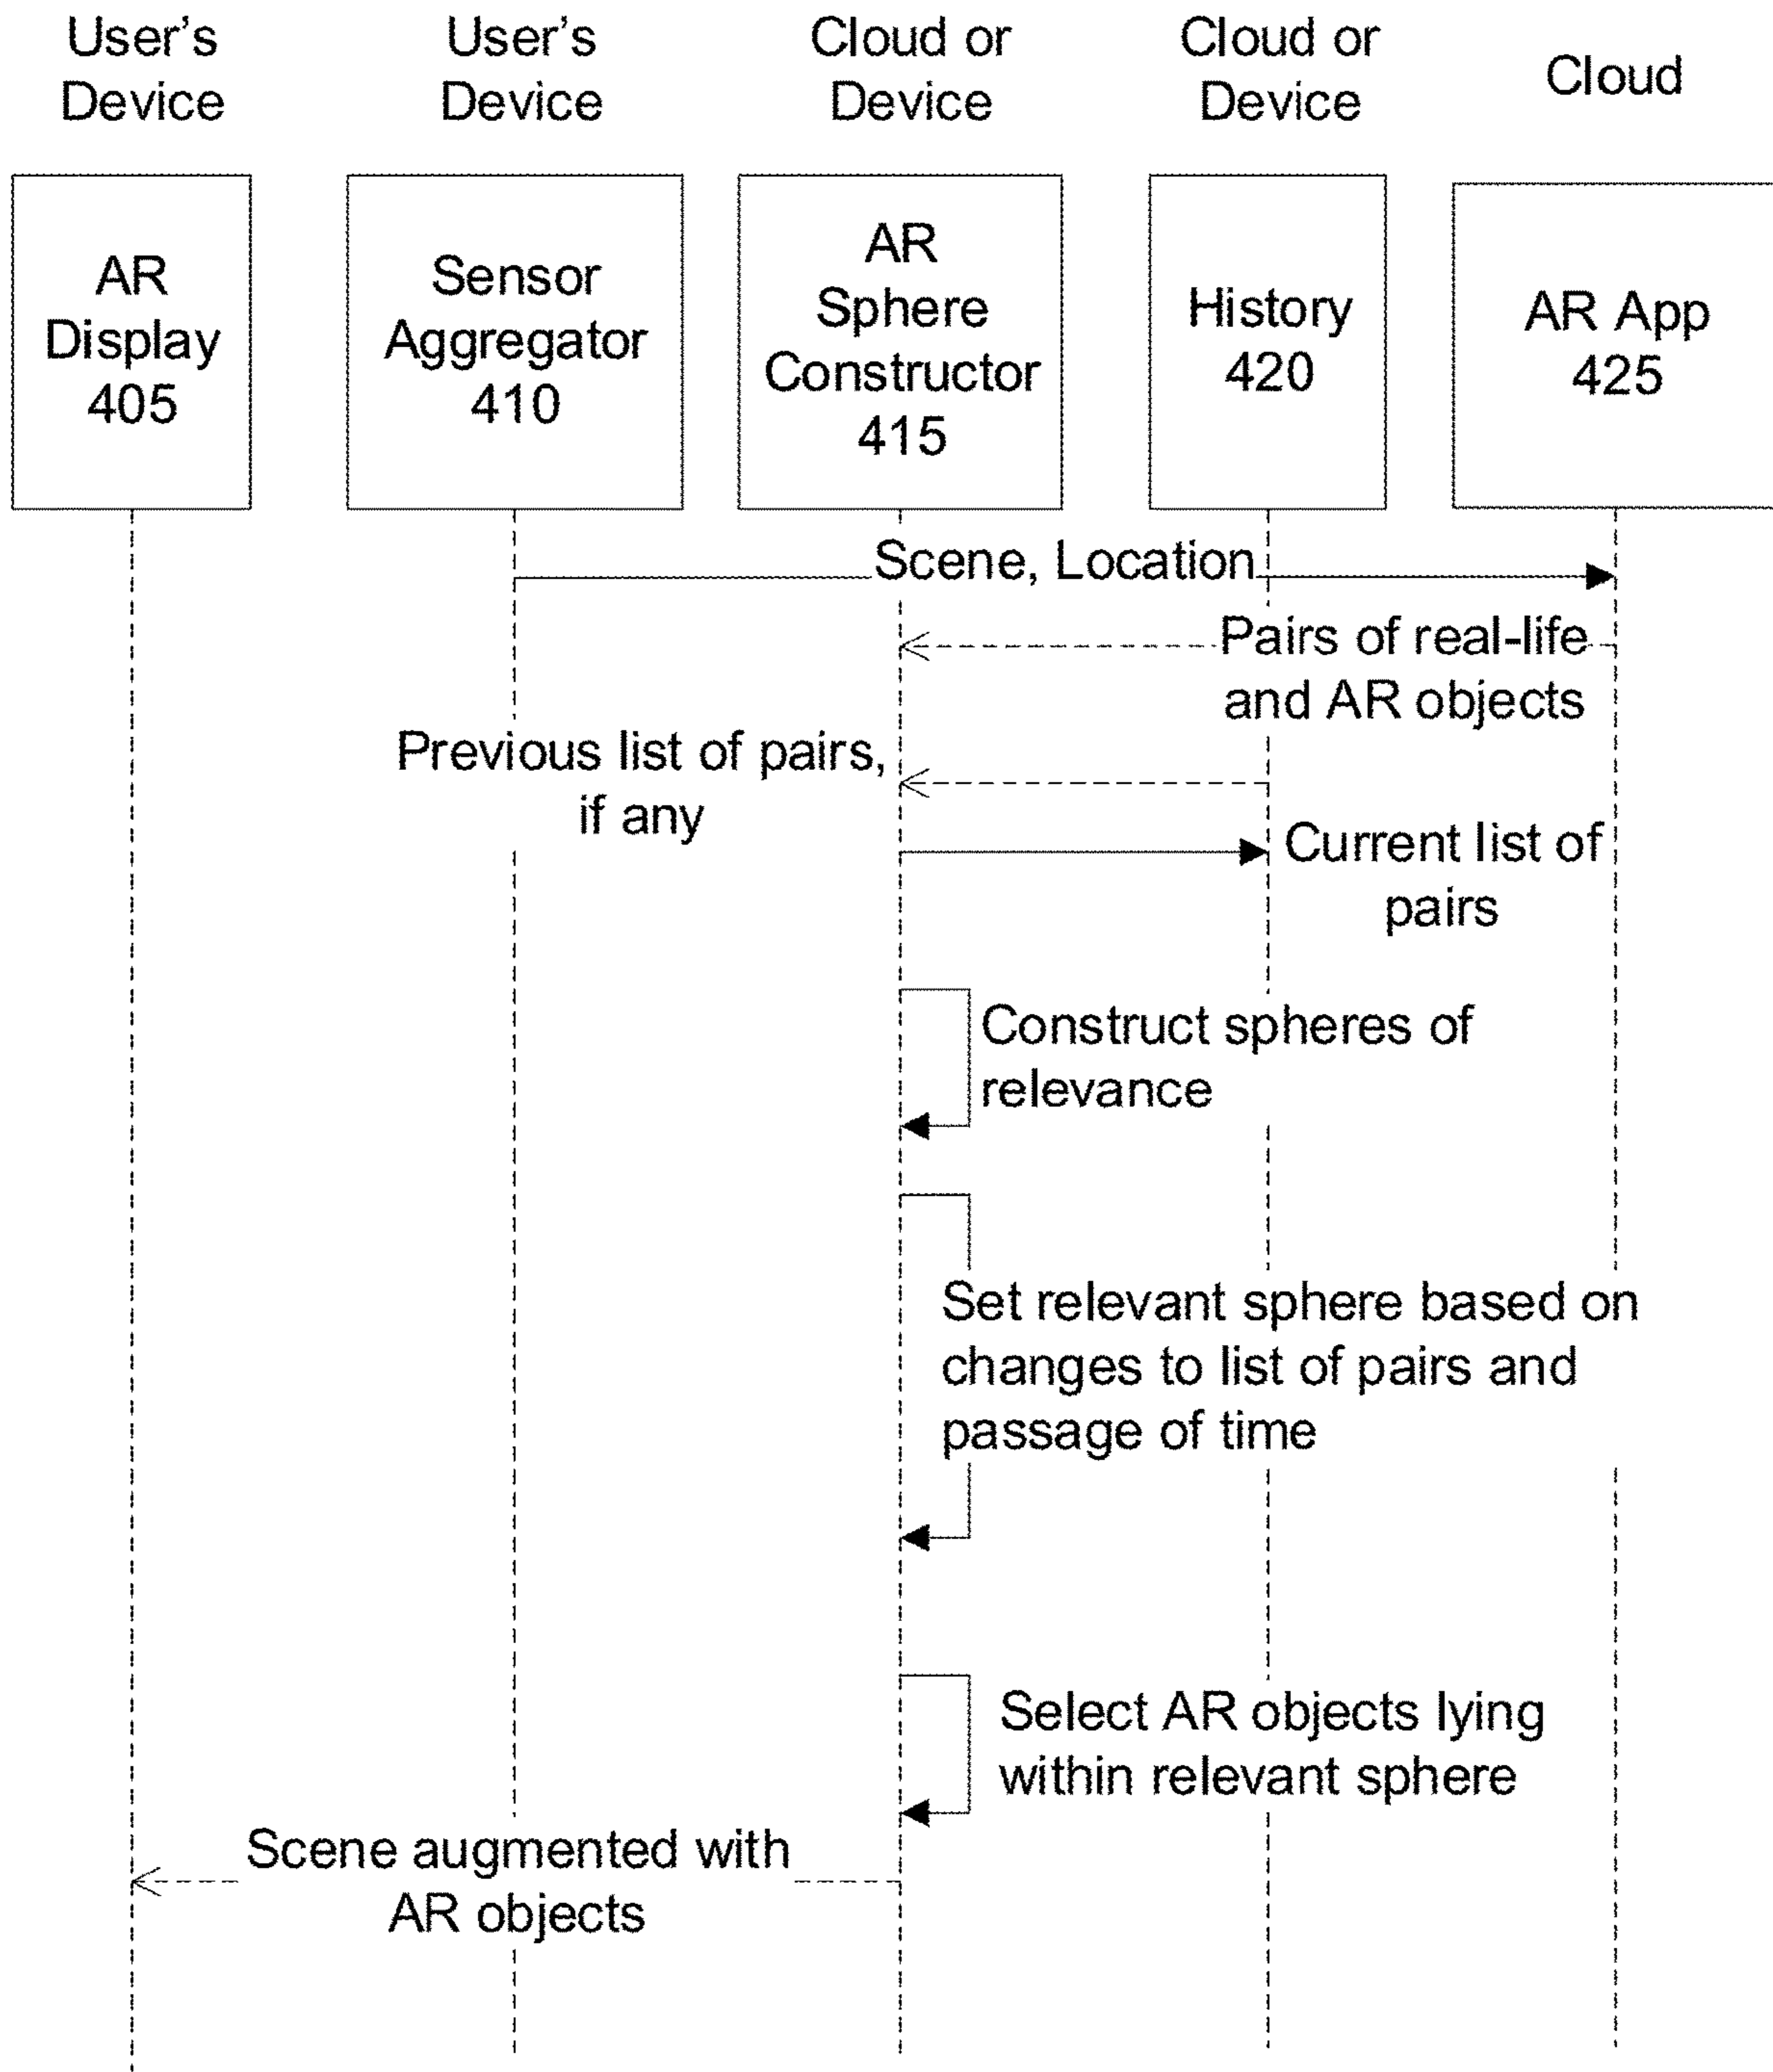 User's
Device
User's
Device
Cloud or
Device
Cloud or
Device
Cloud
AR
Display
405
Sensor
Aggregator
410
AR
Sphere
Constructor
415
History
420
AR App
425
Scene, Location
Pairs of real-life
and AR objects
Previous list of pairs,
if any
Current list of
pairs
Construct spheres of
relevance
Set relevant sphere based on
changes to list of pairs and
passage of time
Select AR objects lying
within relevant sphere
Scene augmented with
AR objects